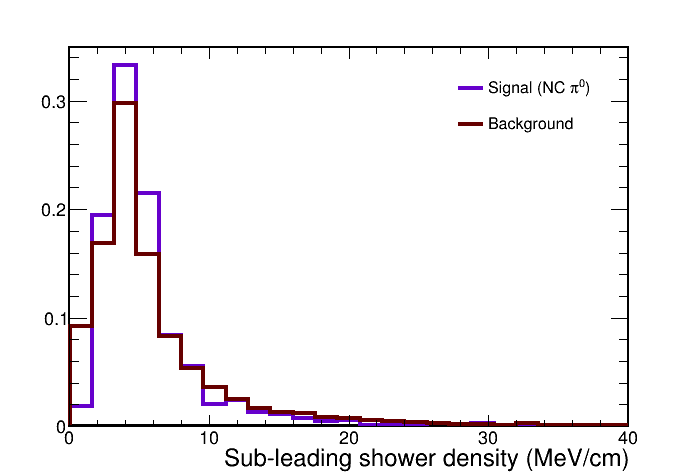 Signal (NC π⁰)
Background
0.3
0.2
0.1
0
0 10 20 30 40
Sub-leading shower density (MeV/cm)